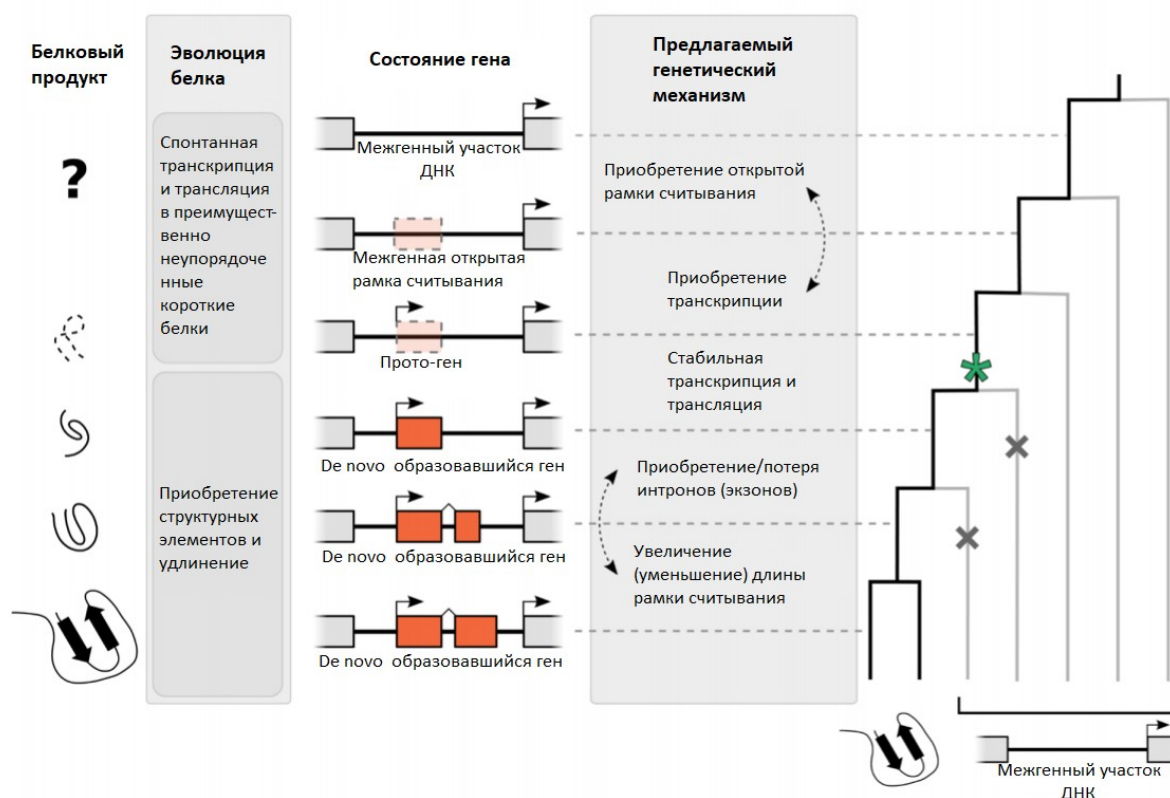 Белковый
продукт
Эволюция
белка
Состояние гена
Предлагаемый
генетический
механизм
Спонтанная
транскрипция
и трансляция
в преимущест-
венно
неупорядоче
нные
короткие
белки
?
Межгенный участок
ДНК
Межгенная открытая
рамка считывания
Прото-ген
Приобретение открытой
рамки считывания
Приобретение
транскрипции
Стабильная
транскрипция и
трансляция
Приобретение
структурных
элементов и
удлинение
De novo образовавшийся ген
De novo образовавшийся ген
De novo образовавшийся ген
Приобретение/потеря
интронов (экзонов)
Увеличение
(уменьшение) длины
рамки считывания
Межгенный участок
ДНК